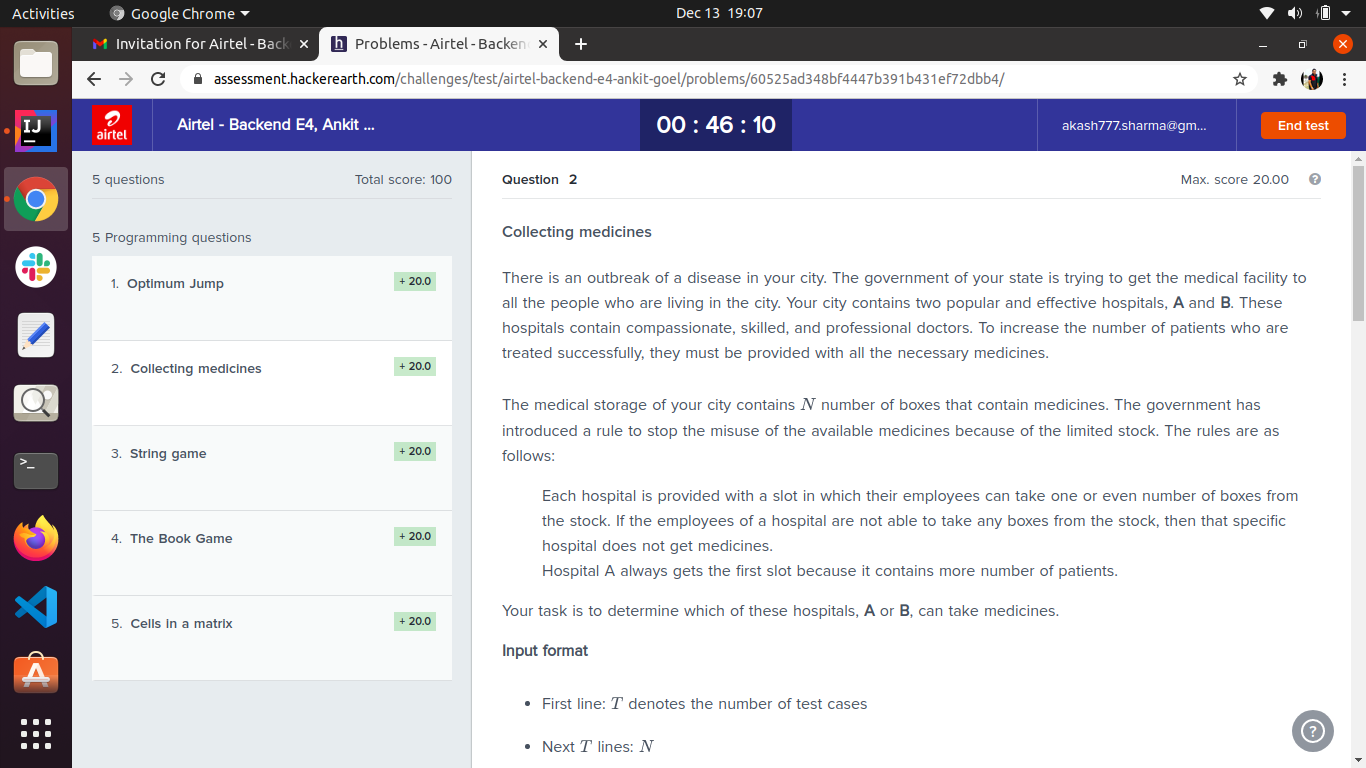 Activities
Google Chrome
Dec 13 19:07
Invitation for Airtel - Back
Problems - Airtel - Backen
assessment.hackerearth.com/challenges/test/airtel-backend-e4-ankit-goel/problems/60525ad348bf4447b391b431ef72dbb4/
airtel
Airtel - Backend E4, Ankit ...
00 : 46 : 10
akash777.sharma@gm...
End test
5 questions
Total score: 100
5 Programming questions
1. Optimum Jump
+ 20.0
2. Collecting medicines
+ 20.0
3. String game
+ 20.0
4. The Book Game
+ 20.0
5. Cells in a matrix
+ 20.0
Question 2
Max. score 20.00
?
Collecting medicines
There is an outbreak of a disease in your city. The government of your state is trying to get the medical facility to
all the people who are living in the city. Your city contains two popular and effective hospitals, A and B. These
hospitals contain compassionate, skilled, and professional doctors. To increase the number of patients who are
treated successfully, they must be provided with all the necessary medicines.
The medical storage of your city contains N number of boxes that contain medicines. The government has
introduced a rule to stop the misuse of the available medicines because of the limited stock. The rules are as
follows:
Each hospital is provided with a slot in which their employees can take one or even number of boxes from
the stock. If the employees of a hospital are not able to take any boxes from the stock, then that specific
hospital does not get medicines.
Hospital A always gets the first slot because it contains more number of patients.
Your task is to determine which of these hospitals, A or B, can take medicines.
Input format
• First line: T denotes the number of test cases
• Next T lines: N
?
IJ
>_
A
h